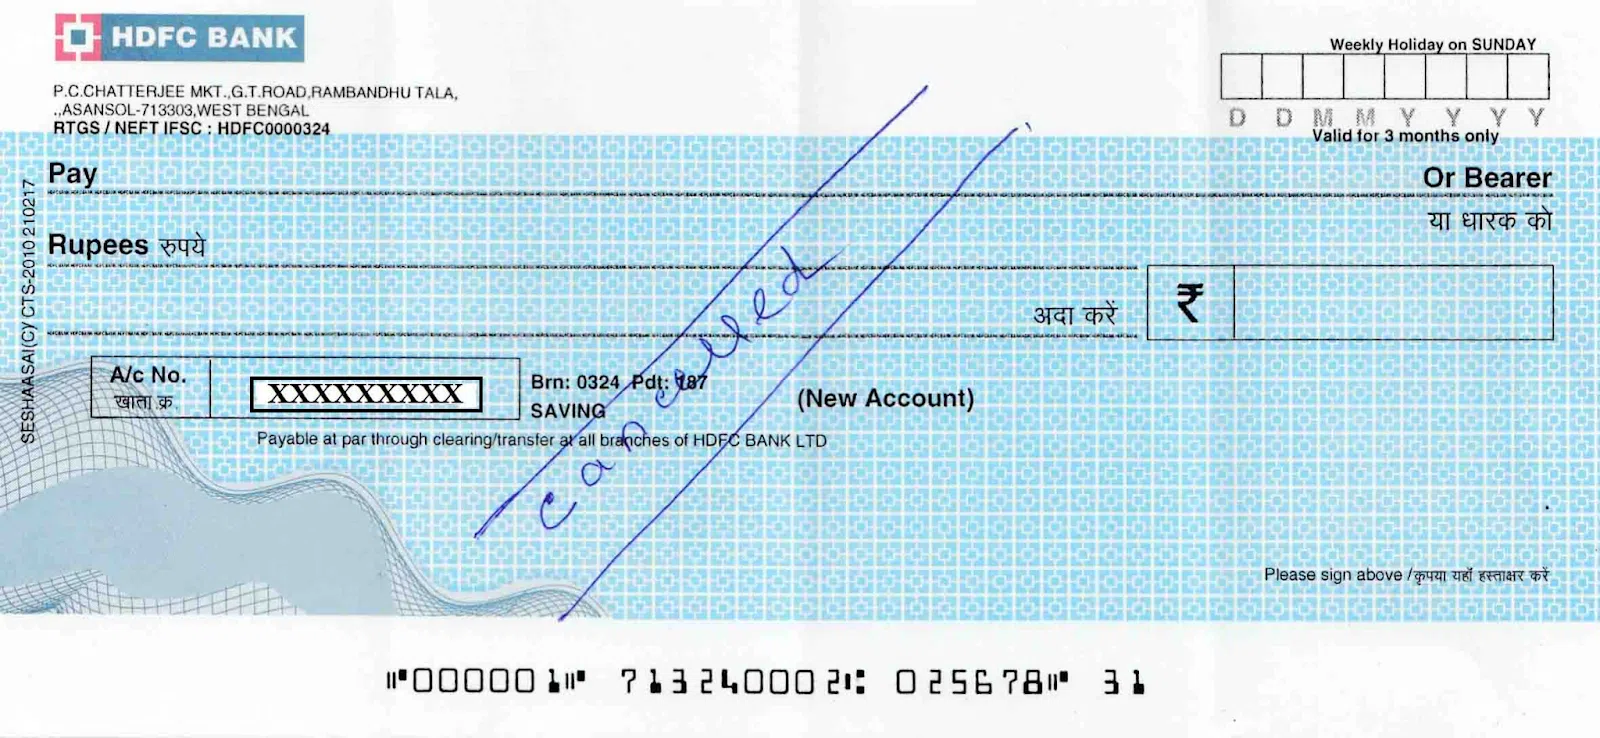 HDFC BANK
P.C.CHATTERJEE MKT.,G.T.ROAD,RAMBANDHU TALA,
.,ASANSOL-713303,WEST BENGAL
RTGS / NEFT IFSC : HDFC0000324
Weekly Holiday on SUNDAY
D D M M Y Y Y Y
Valid for 3 months only
Pay
Or Bearer
या धारक को
Rupees रुपये
अदा करें
₹
A/c No.
खाता क्र.
XXXXXXXXX
Brn: 0324 Pdt: 187
SAVING
(New Account)
Payable at par through clearing/transfer at all branches of HDFC BANK LTD
cancelled
SESHAASAI(C) CTS-2010 210217
Please sign above /कृपया यहाँ हस्ताक्षर करें
⑈000001⑈ 713240002⑆ 025678⑈ 31